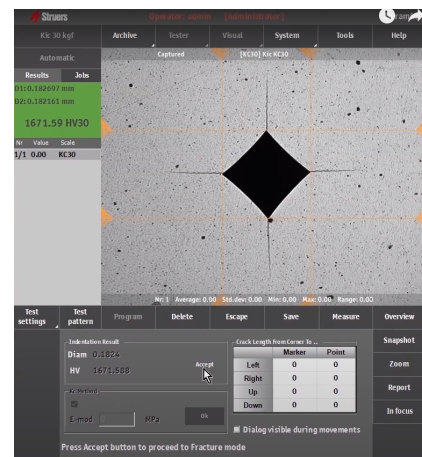 Struers Operator: admin [Administrator]
Kic 30 kgf Archive Tester Visual System Tools Help
Automatic Captured [KC30] Kic KC30
Results Jobs
D1: 0.182697 mm
D2: 0.182161 mm
1671.59 HV30
Nr Value Scale
1/1 0.00 KC30
Nr: 1 Average: 0.00 Std.dev: 0.00 Min: 0.00 Max: 0.00 Range: 0.00
Test settings Test pattern Program Delete Escape Save Measure Overview
Indentation Result
Diam 0.1824
HV 1671.588
Accept
Kc Method
E-mod 0 MPa Ok
Crack Length From Corner To ..
Marker Point
Left 0 0
Right 0 0
Up 0 0
Down 0 0
Dialog visible during movements
Press Accept button to proceed to Fracture mode
Snapshot
Zoom
Report
In focus